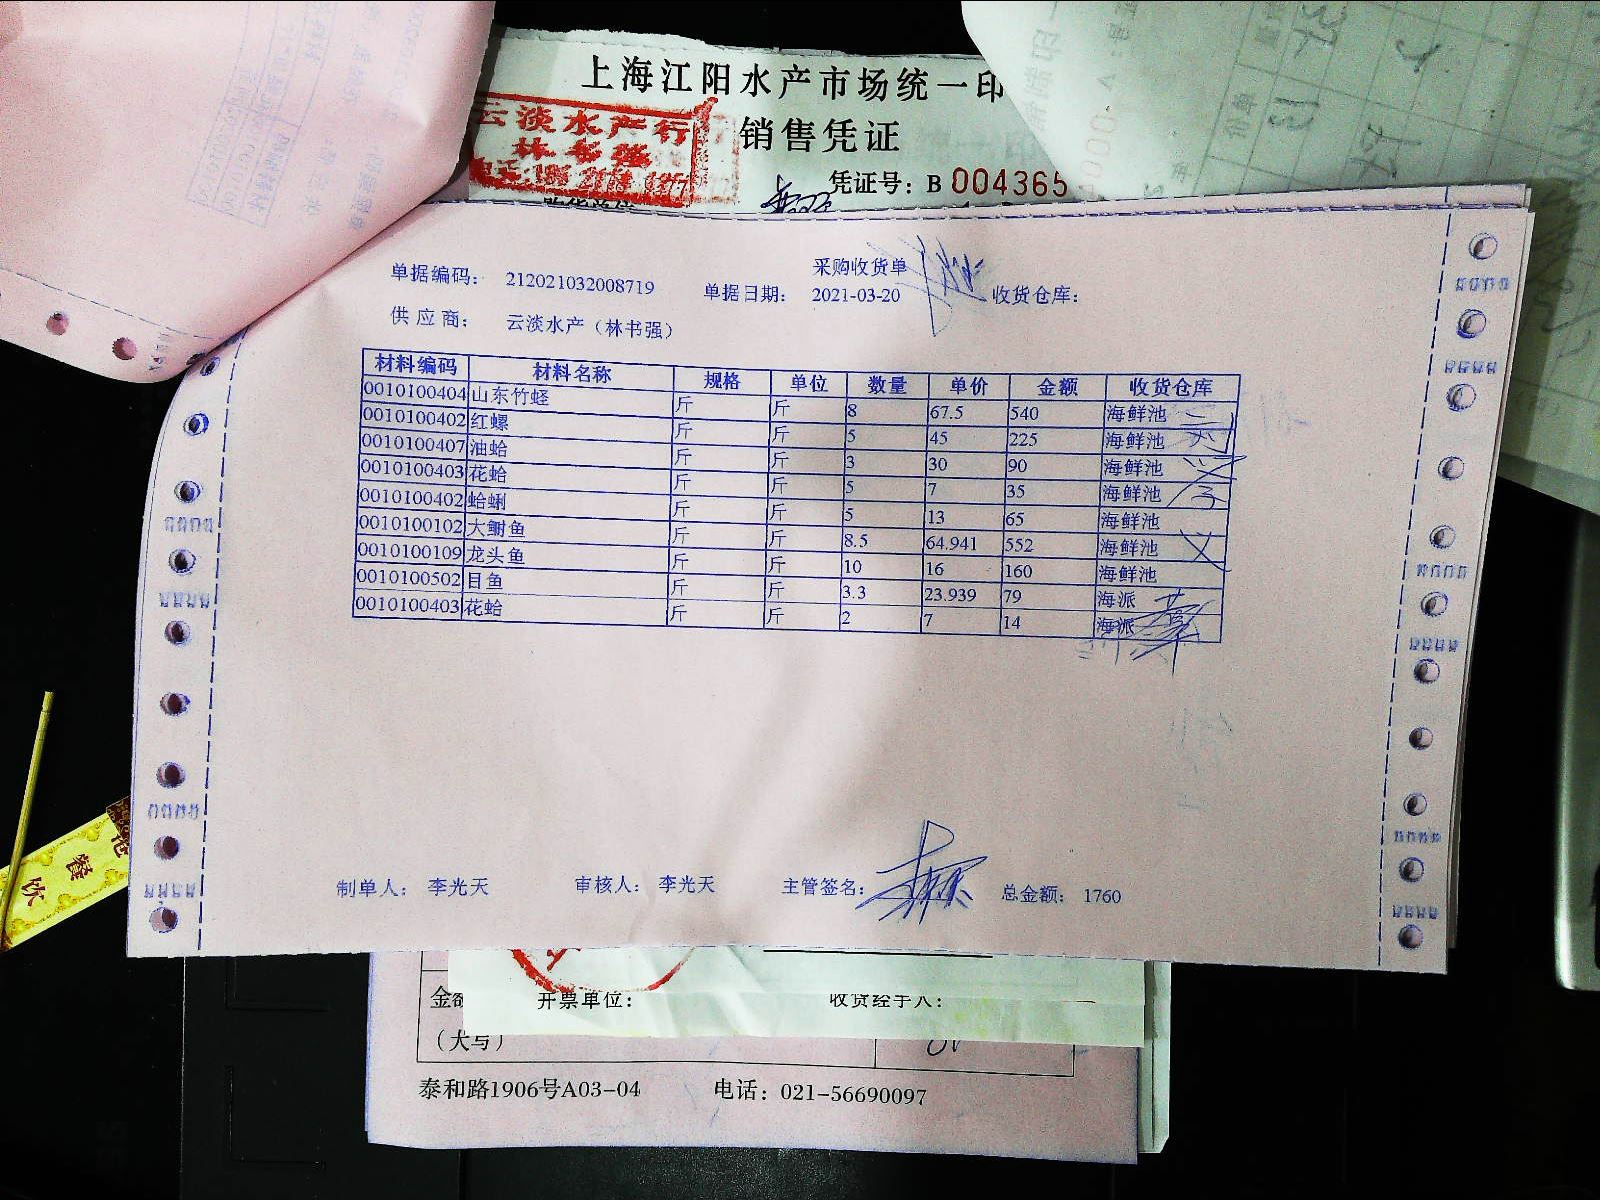 上海江阳水产市场统一印
销售凭证
云淡水产行
林书强
凭证号：B 004365
采购收货单
单据编码： 212021032008719 单据日期： 2021-03-20 收货仓库：
供应商： 云淡水产（林书强）
材料编码 材料名称 规格 单位 数量 单价 金额 收货仓库
0010100404 山东竹蛏 斤 斤 8 67.5 540 海鲜池
0010100402 红螺 斤 斤 5 45 225 海鲜池
0010100407 油蛤 斤 斤 3 30 90 海鲜池
0010100403 花蛤 斤 斤 5 7 35 海鲜池
0010100402 蛤蜊 斤 斤 5 13 65 海鲜池
0010100102 大鲥鱼 斤 斤 8.5 64.941 552 海鲜池
0010100109 龙头鱼 斤 斤 10 16 160 海鲜池
0010100502 目鱼 斤 斤 3.3 23.939 79 海派
0010100403 花蛤 斤 斤 2 7 14 海派
制单人： 李光天 审核人： 李光天 主管签名： 总金额： 1760
餐饮
金额 开票单位： 收货经手人：
（大写）
泰和路1906号A03-04 电话：021-56690097